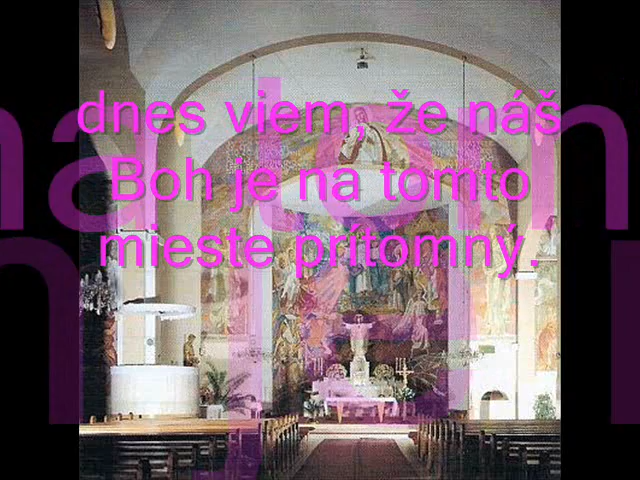 dnes viem, že náš
Boh je na tomto
mieste prítomný.